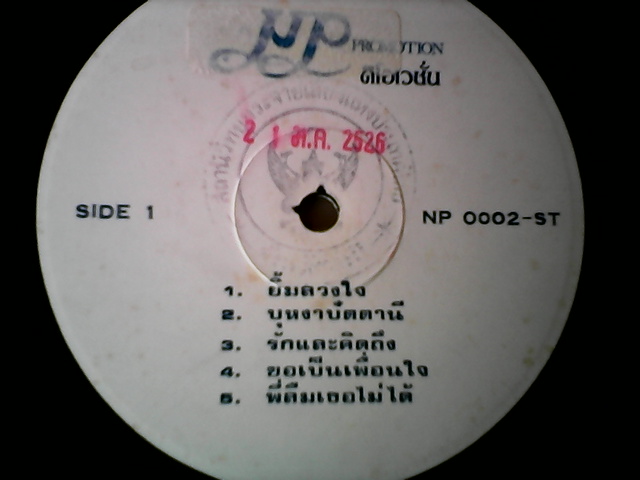 NP PROMOTION
ดีโอเวชั่น
2 1 ม.ค. 2526
SIDE 1
NP 0002-ST
1. ยิ้มลวงใจ
2. บุหงาปัตตานี
3. รักและคิดถึง
4. ขอเป็นเพื่อนใจ
5. พี่ลืมเธอไม่ได้